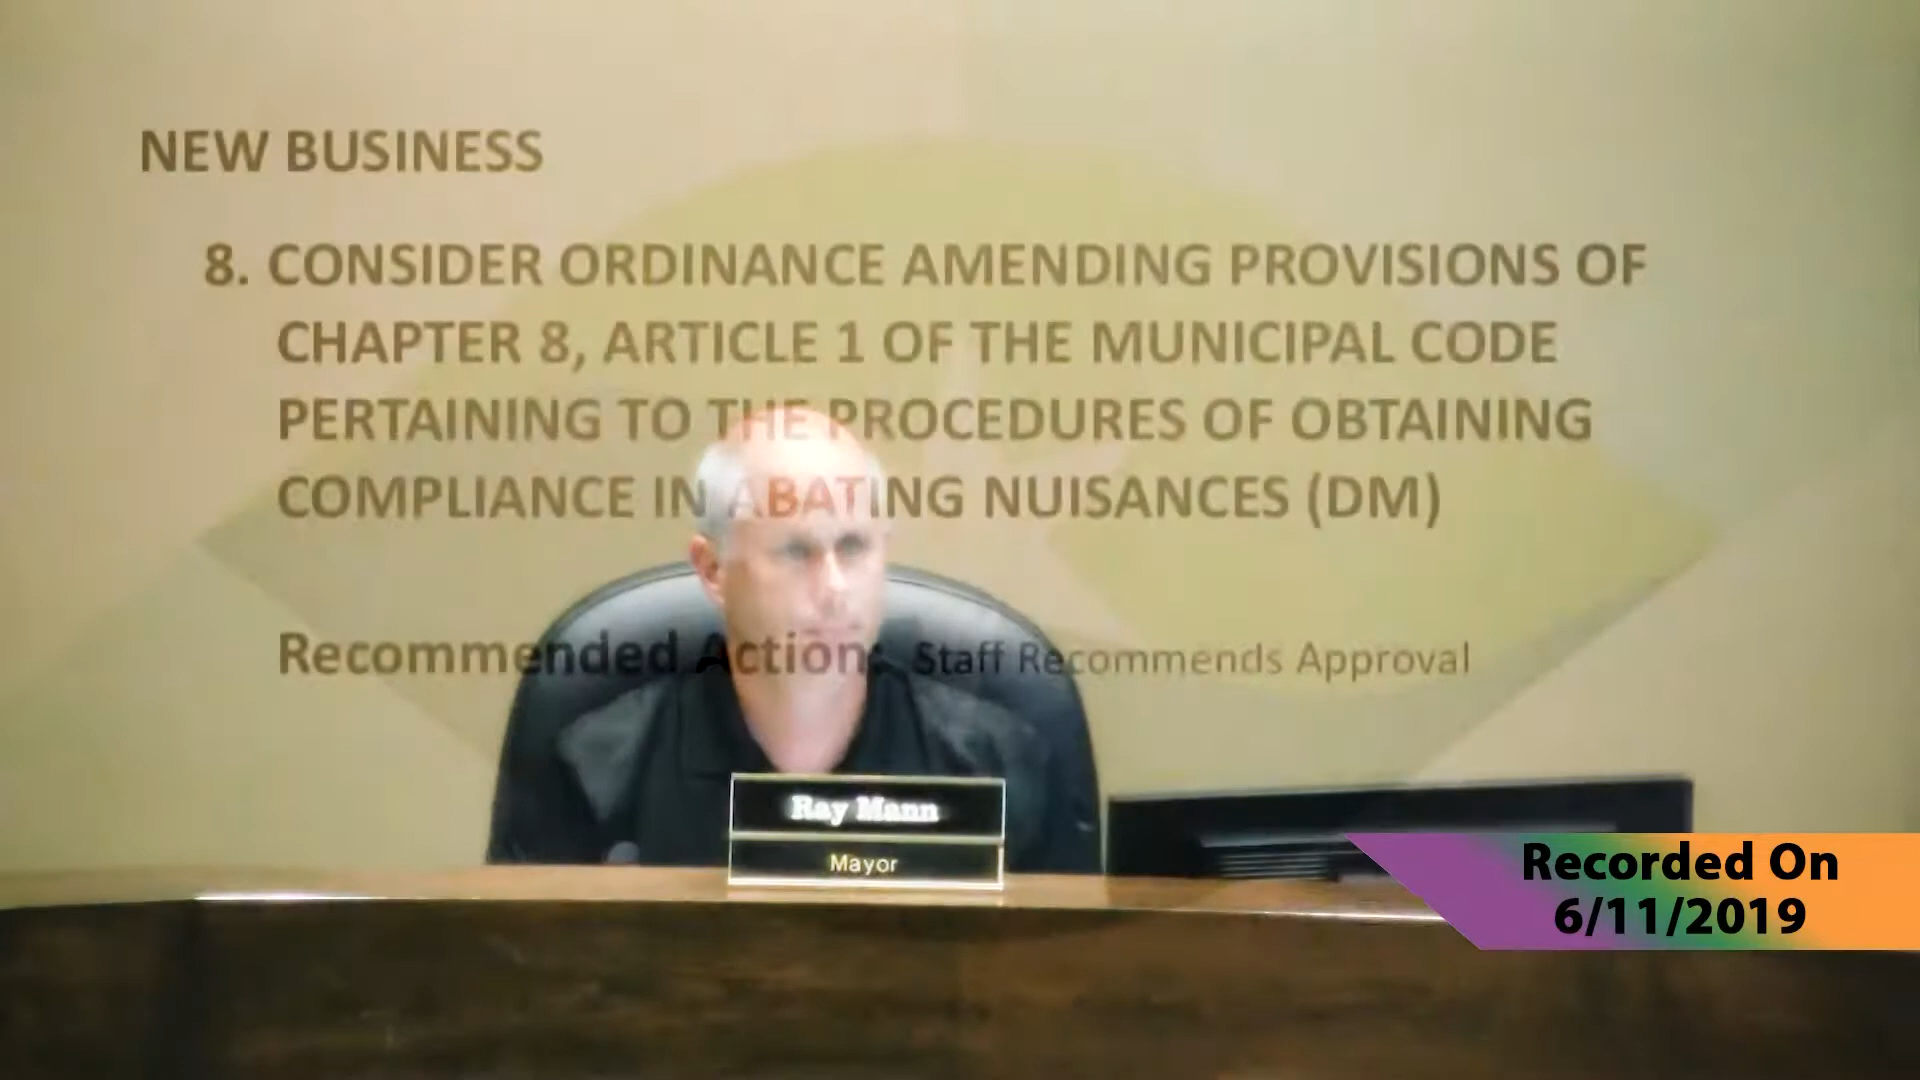 NEW BUSINESS
8. CONSIDER ORDINANCE AMENDING PROVISIONS OF
CHAPTER 8, ARTICLE 1 OF THE MUNICIPAL CODE
PERTAINING TO THE PROCEDURES OF OBTAINING
COMPLIANCE IN ABATING NUISANCES (DM)
Recommended Action: Staff Recommends Approval
Ray Mann
Mayor
Recorded On
6/11/2019